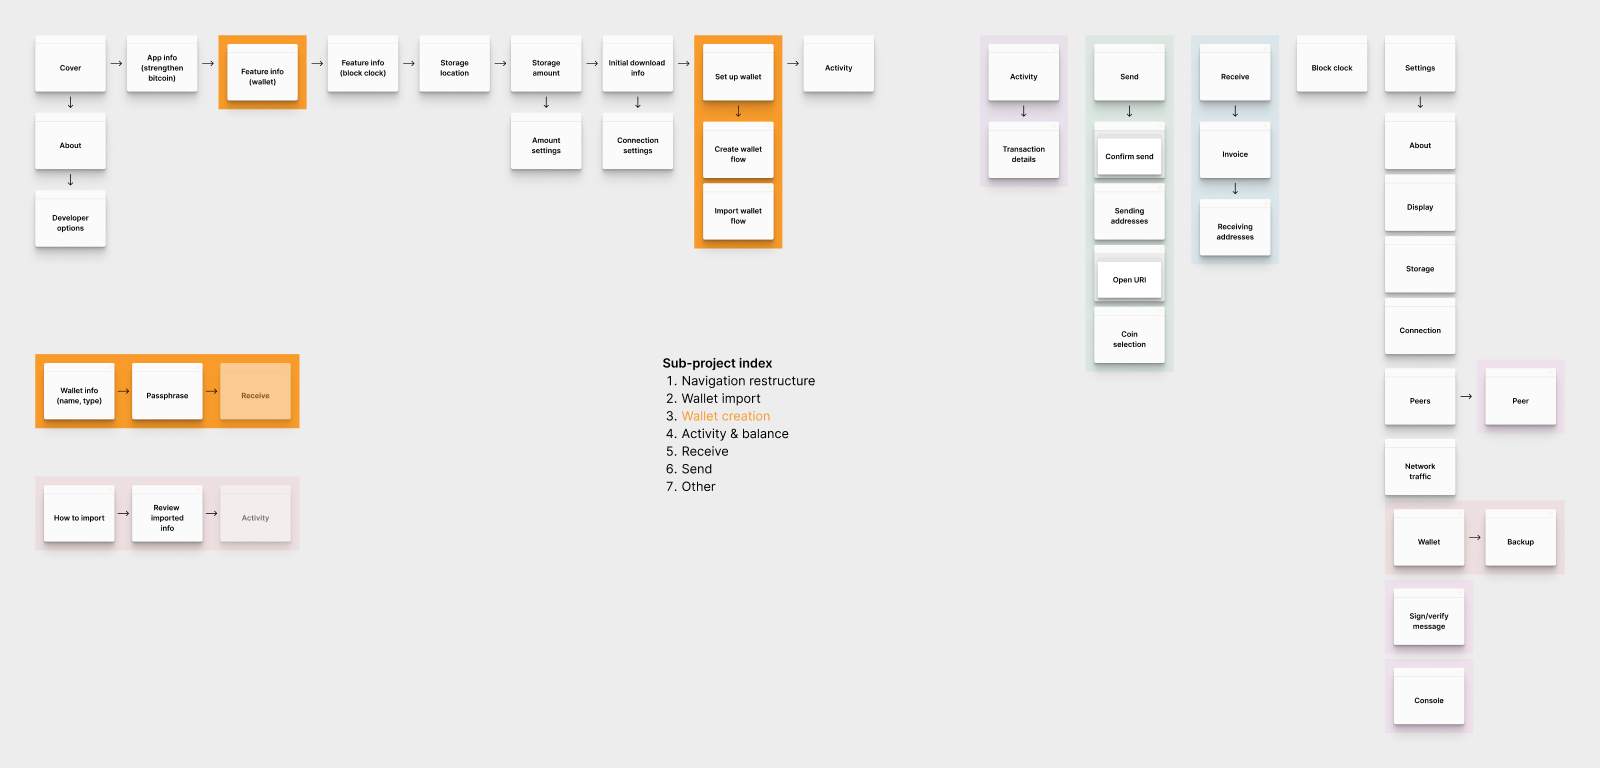 Cover
App info
(strengthen
bitcoin)
Feature info
(wallet)
Feature info
(block clock)
Storage
location
Storage
amount
Initial download
info
Set up wallet
Activity
About
Developer
options
Amount
settings
Connection
settings
Create wallet
flow
Import wallet
flow
Activity
Transaction
details
Send
Confirm send
Sending
addresses
Open URI
Coin
selection
Receive
Invoice
Receiving
addresses
Block clock
Settings
About
Display
Storage
Connection
Peers
Peer
Network
traffic
Wallet
Backup
Sign/verify
message
Console
Wallet info
(name, type)
Passphrase
Receive
How to import
Review
imported
info
Activity
Sub-project index
1. Navigation restructure
2. Wallet import
3. Wallet creation
4. Activity & balance
5. Receive
6. Send
7. Other